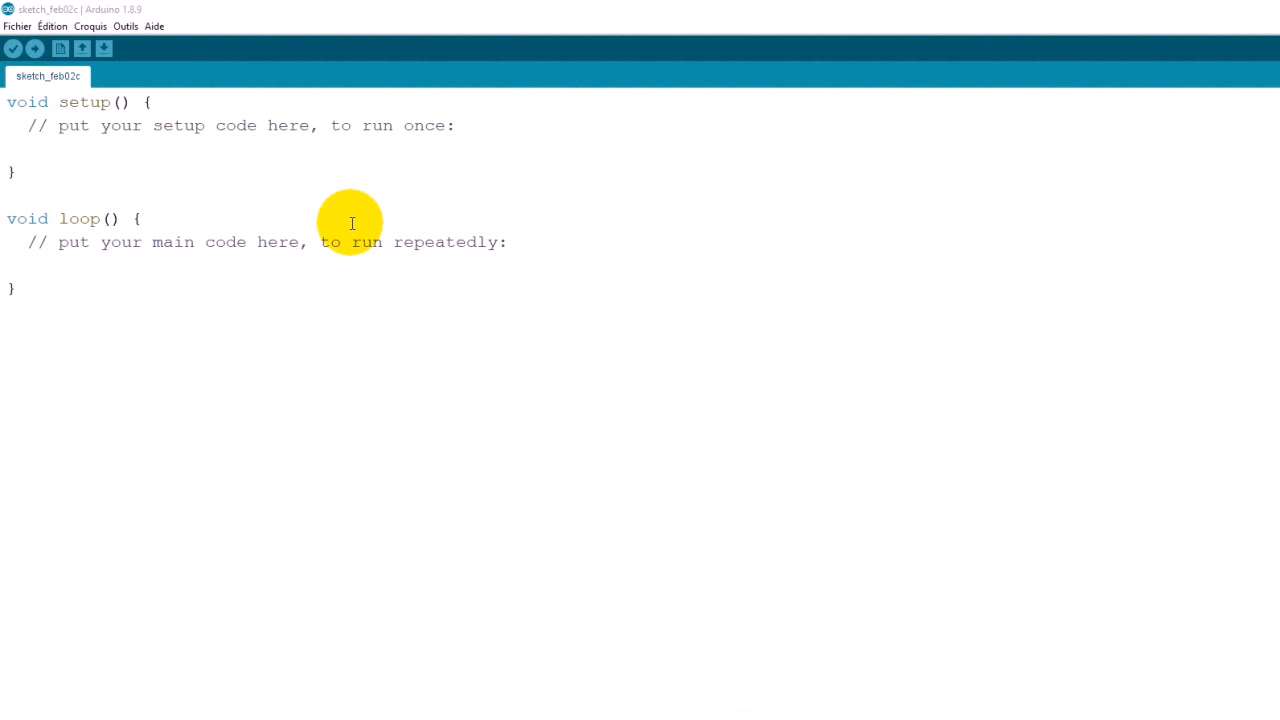 sketch_feb02c | Arduino 1.8.9
Fichier Édition Croquis Outils Aide
sketch_feb02c
void setup() {
  // put your setup code here, to run once:
}
void loop() {
  // put your main code here, to run repeatedly:
}